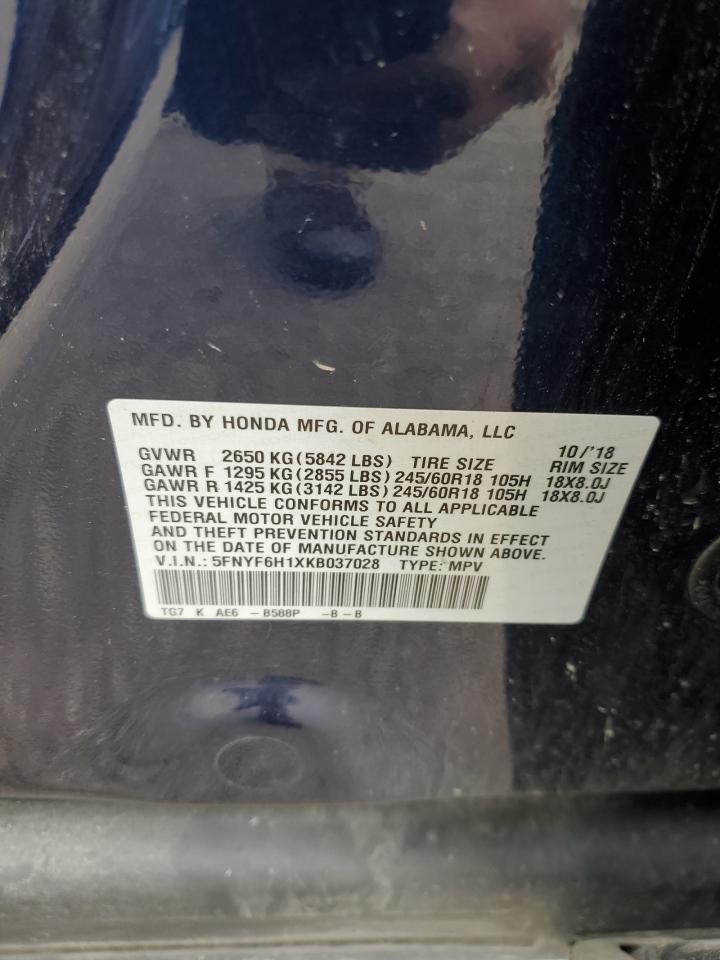 MFD. BY HONDA MFG. OF ALABAMA, LLC
GVWR 2650 KG (5842 LBS) TIRE SIZE 10/'18 RIM SIZE
GAWR F 1295 KG (2855 LBS) 245/60R18 105H 18X8.0J
GAWR R 1425 KG (3142 LBS) 245/60R18 105H 18X8.0J
THIS VEHICLE CONFORMS TO ALL APPLICABLE
FEDERAL MOTOR VEHICLE SAFETY
AND THEFT PREVENTION STANDARDS IN EFFECT
ON THE DATE OF MANUFACTURE SHOWN ABOVE.
V.I.N.: 5FNYF6H1XKB037028 TYPE: MPV
TG7 K AE6 - B588P - B - B